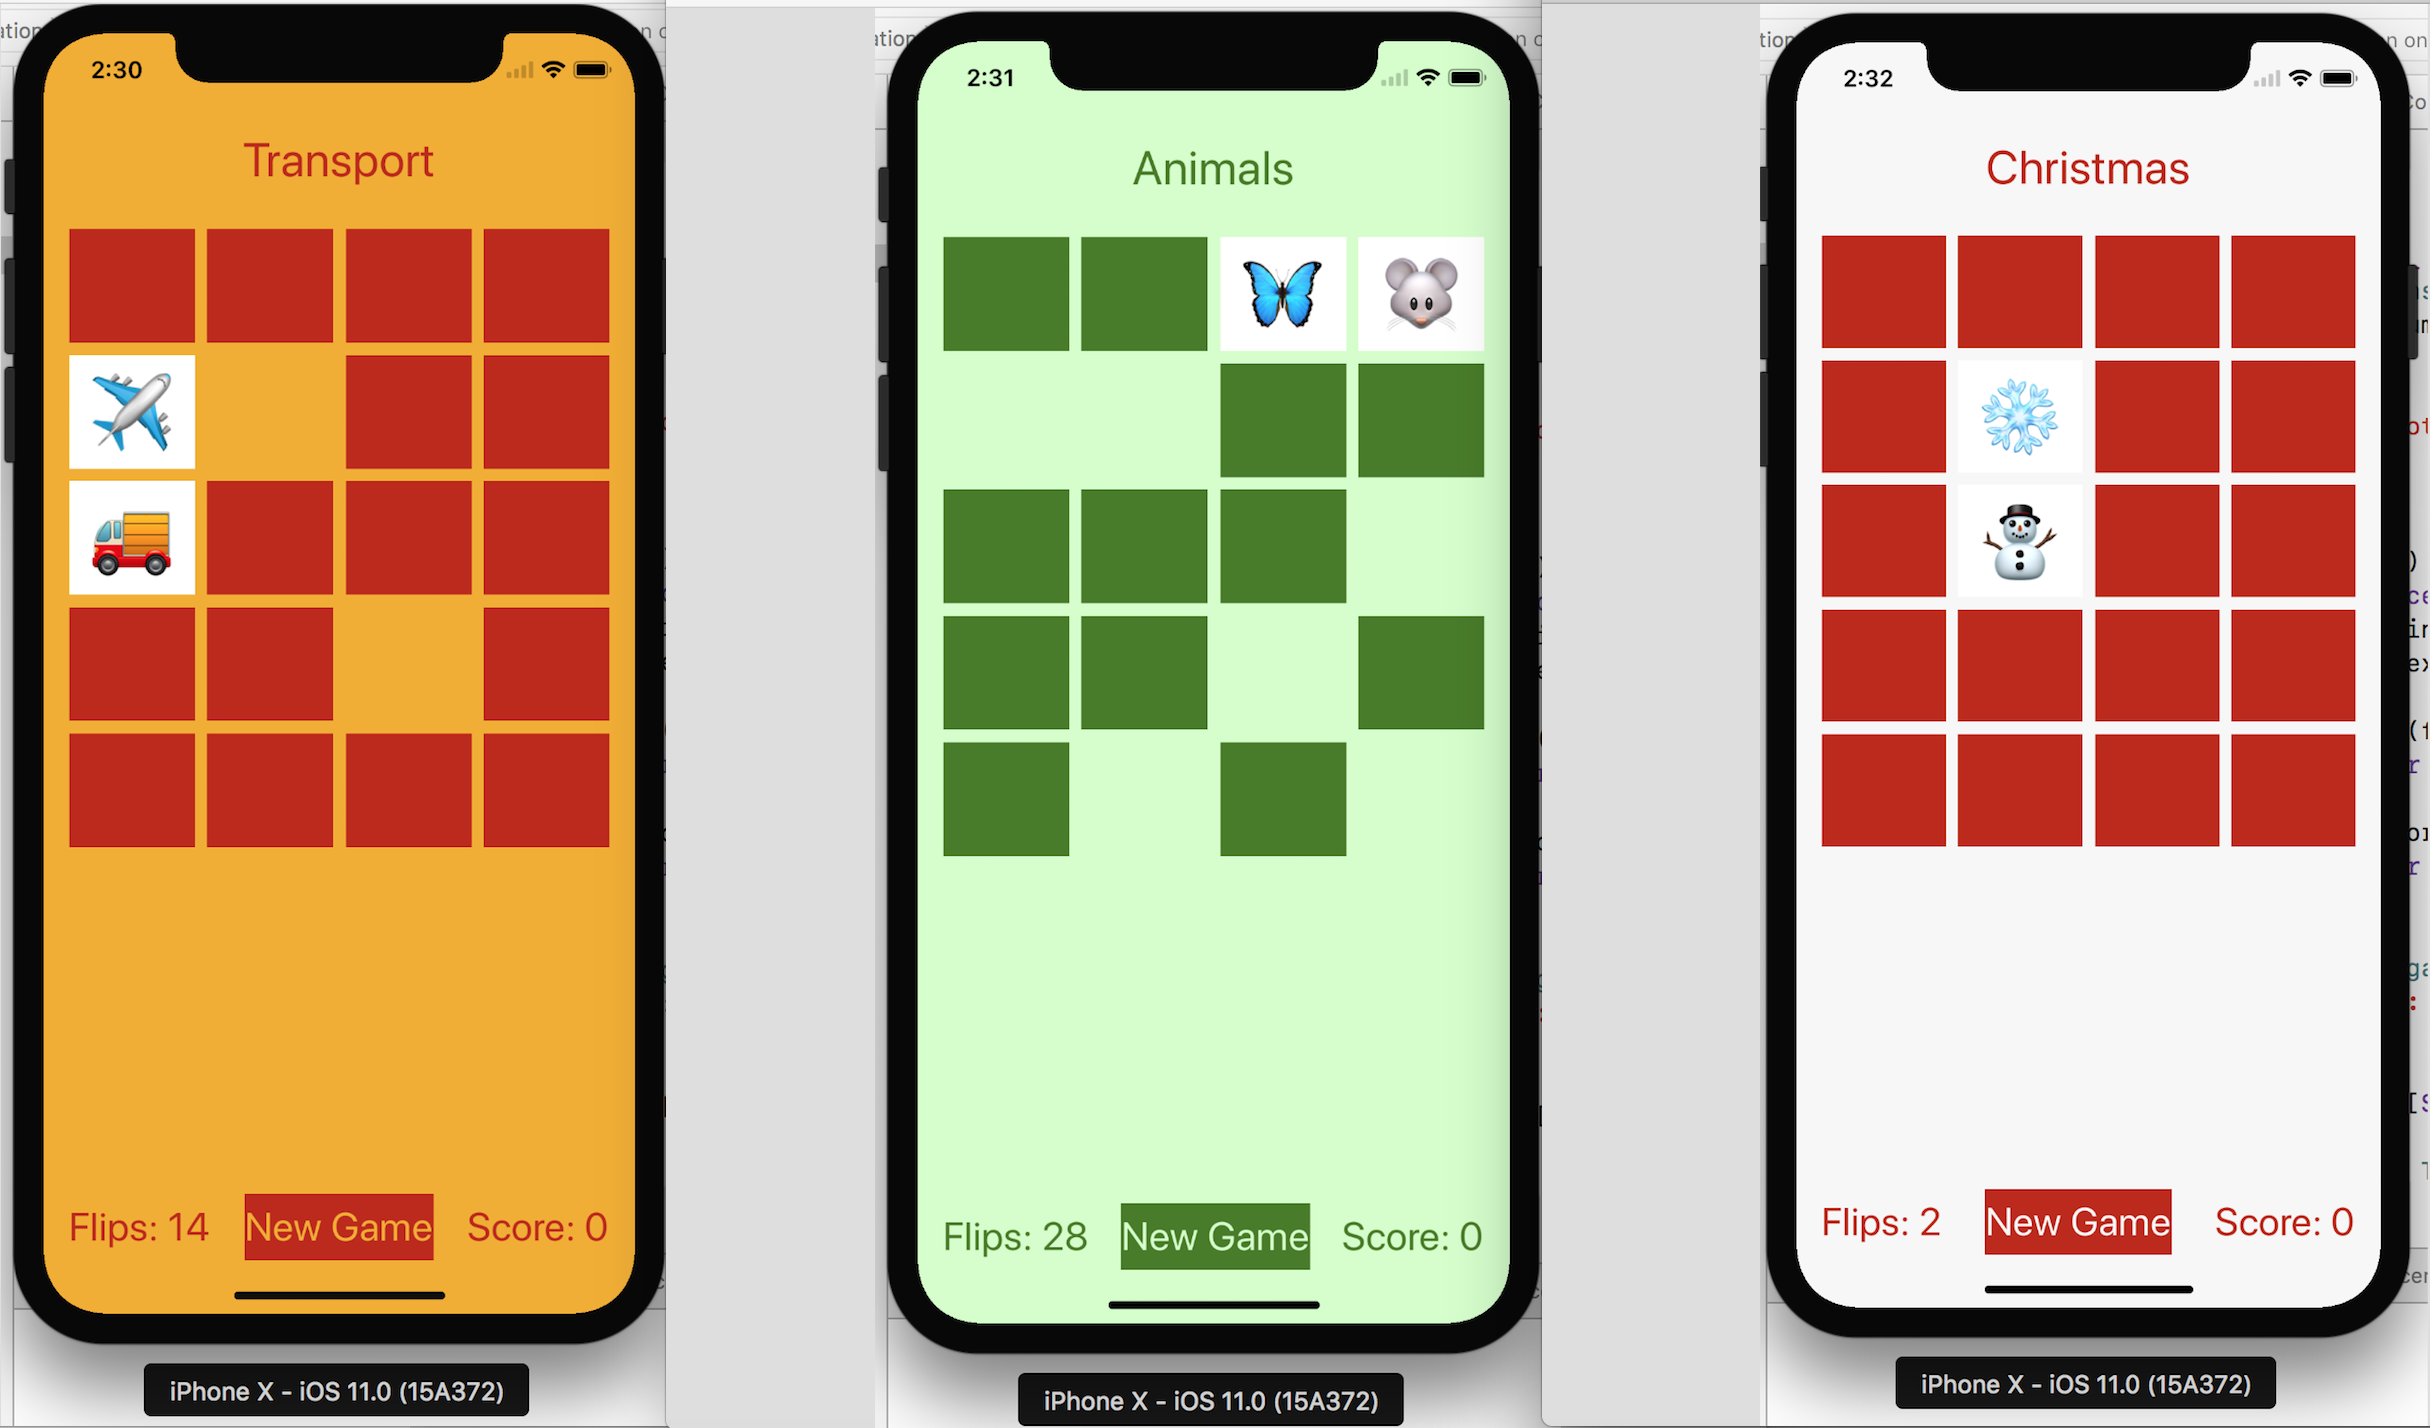 2:30
Transport
Flips: 14
New Game
Score: 0
iPhone X - iOS 11.0 (15A372)
2:31
Animals
Flips: 28
New Game
Score: 0
iPhone X - iOS 11.0 (15A372)
2:32
Christmas
Flips: 2
New Game
Score: 0
iPhone X - iOS 11.0 (15A372)